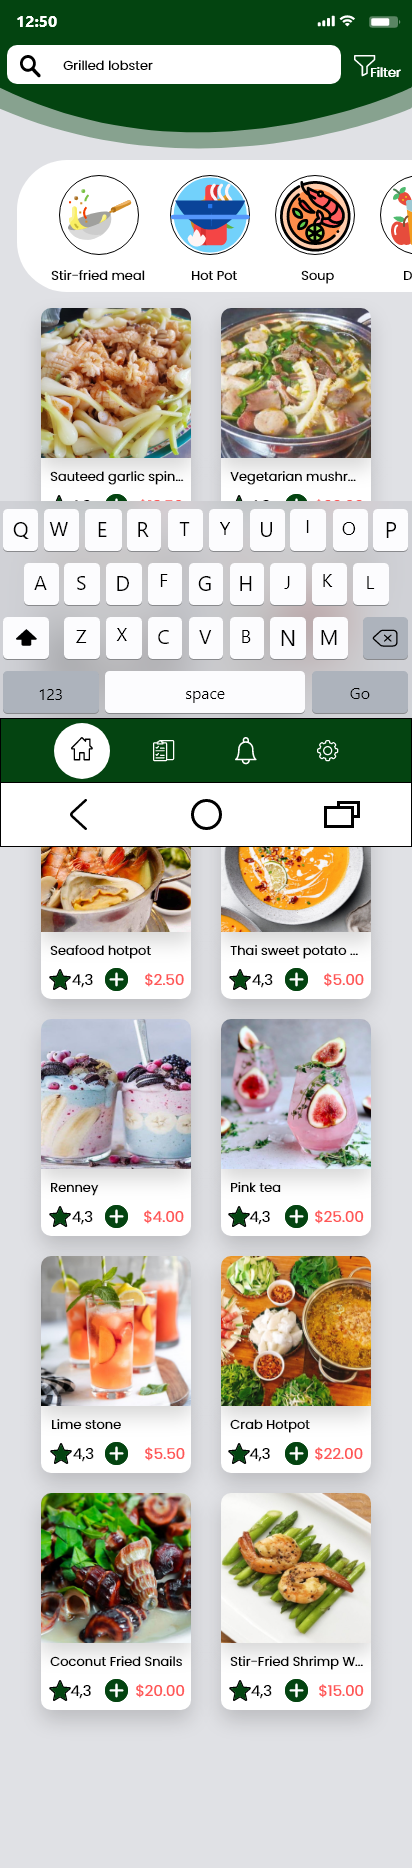 12:50
Grilled lobster
Filter
Stir-fried meal Hot Pot Soup D
Sauteed garlic spin... Vegetarian mushr...
Q W E R T Y U I O P
A S D F G H J K L
Z X C V B N M
123 space Go
Seafood hotpot Thai sweet potato ...
4,3 $2.50 4,3 $5.00
Renney Pink tea
4,3 $4.00 4,3 $25.00
Lime stone Crab Hotpot
4,3 $5.50 4,3 $22.00
Coconut Fried Snails Stir-Fried Shrimp W...
4,3 $20.00 4,3 $15.00